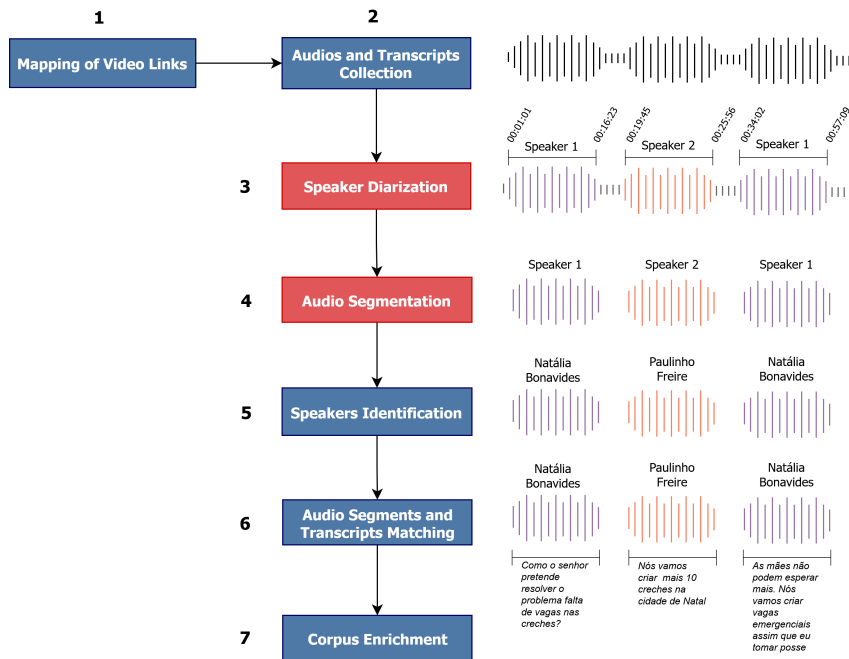 1
2
Mapping of Video Links
Audios and Transcripts
Collection
00:01:01
00:16:23
00:19:45
00:25:56
00:34:02
00:57:09
Speaker 1
Speaker 2
Speaker 1
3
Speaker Diarization
Speaker 1
Speaker 2
Speaker 1
4
Audio Segmentation
Natália
Bonavides
Paulinho
Freire
Natália
Bonavides
5
Speakers Identification
Natália
Bonavides
Paulinho
Freire
Natália
Bonavides
6
Audio Segments and
Transcripts Matching
Como o senhor
pretende
resolver o
problema falta
de vagas nas
creches?
Nós vamos
criar mais 10
creches na
cidade de Natal
As mães não
podem esperar
mais. Nós
vamos criar
vagas
emergenciais
assim que eu
tomar posse
7
Corpus Enrichment